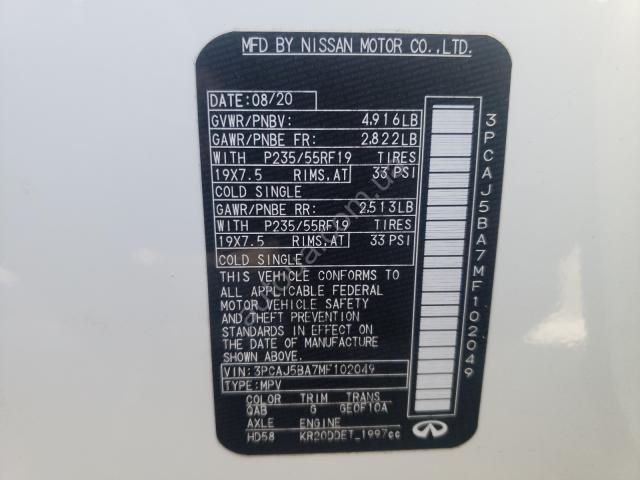 MFD BY NISSAN MOTOR CO.,LTD.
DATE:08/20
GVWR/PNBV: 4.916LB
GAWR/PNBE FR: 2.822LB
WITH P235/55RF19 TIRES
19X7.5 RIMS,AT 33 PSI
COLD SINGLE
GAWR/PNBE RR: 2.513LB
WITH P235/55RF19 TIRES
19X7.5 RIMS,AT 33 PSI
COLD SINGLE
THIS VEHICLE CONFORMS TO
ALL APPLICABLE FEDERAL
MOTOR VEHICLE SAFETY
AND THEFT PREVENTION
STANDARDS IN EFFECT ON
THE DATE OF MANUFACTURE
SHOWN ABOVE.
VIN: 3PCAJ5BA7MF102049
TYPE:MPV
COLOR TRIM TRANS
QAB G GE0F10A
AXLE ENGINE
HD58 KR20DDET_1997cc
INFINITI
3PCAJ5BA7MF102049